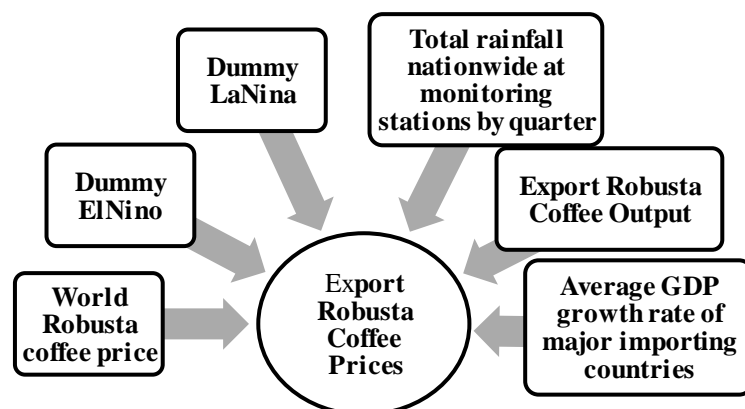 Dummy
LaNina
Total rainfall
nationwide at
monitoring
stations by quarter
Dummy
ElNino
Export Robusta
Coffee Output
World
Robusta
coffee price
Export
Robusta
Coffee
Prices
Average GDP
growth rate of
major importing
countries